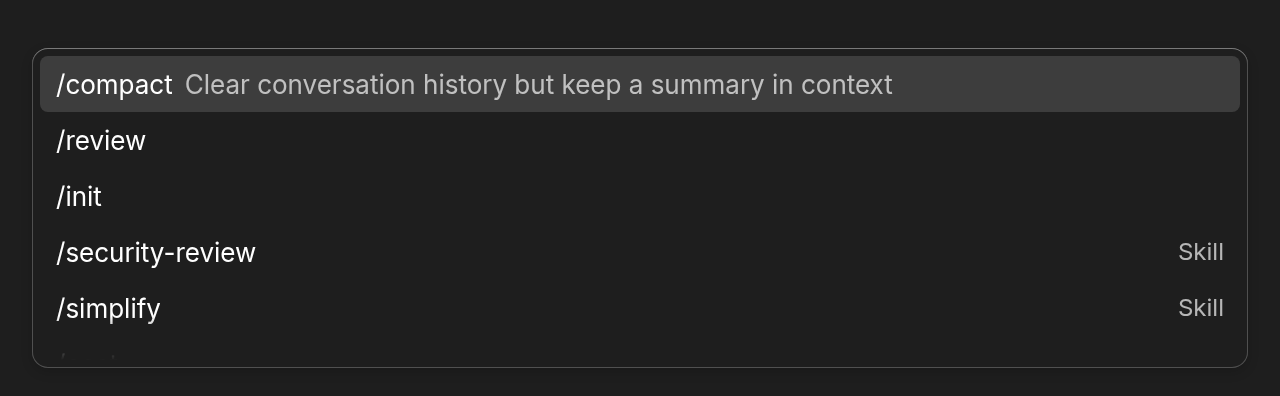 /compact Clear conversation history but keep a summary in context
/review
/init
/security-review Skill
/simplify Skill